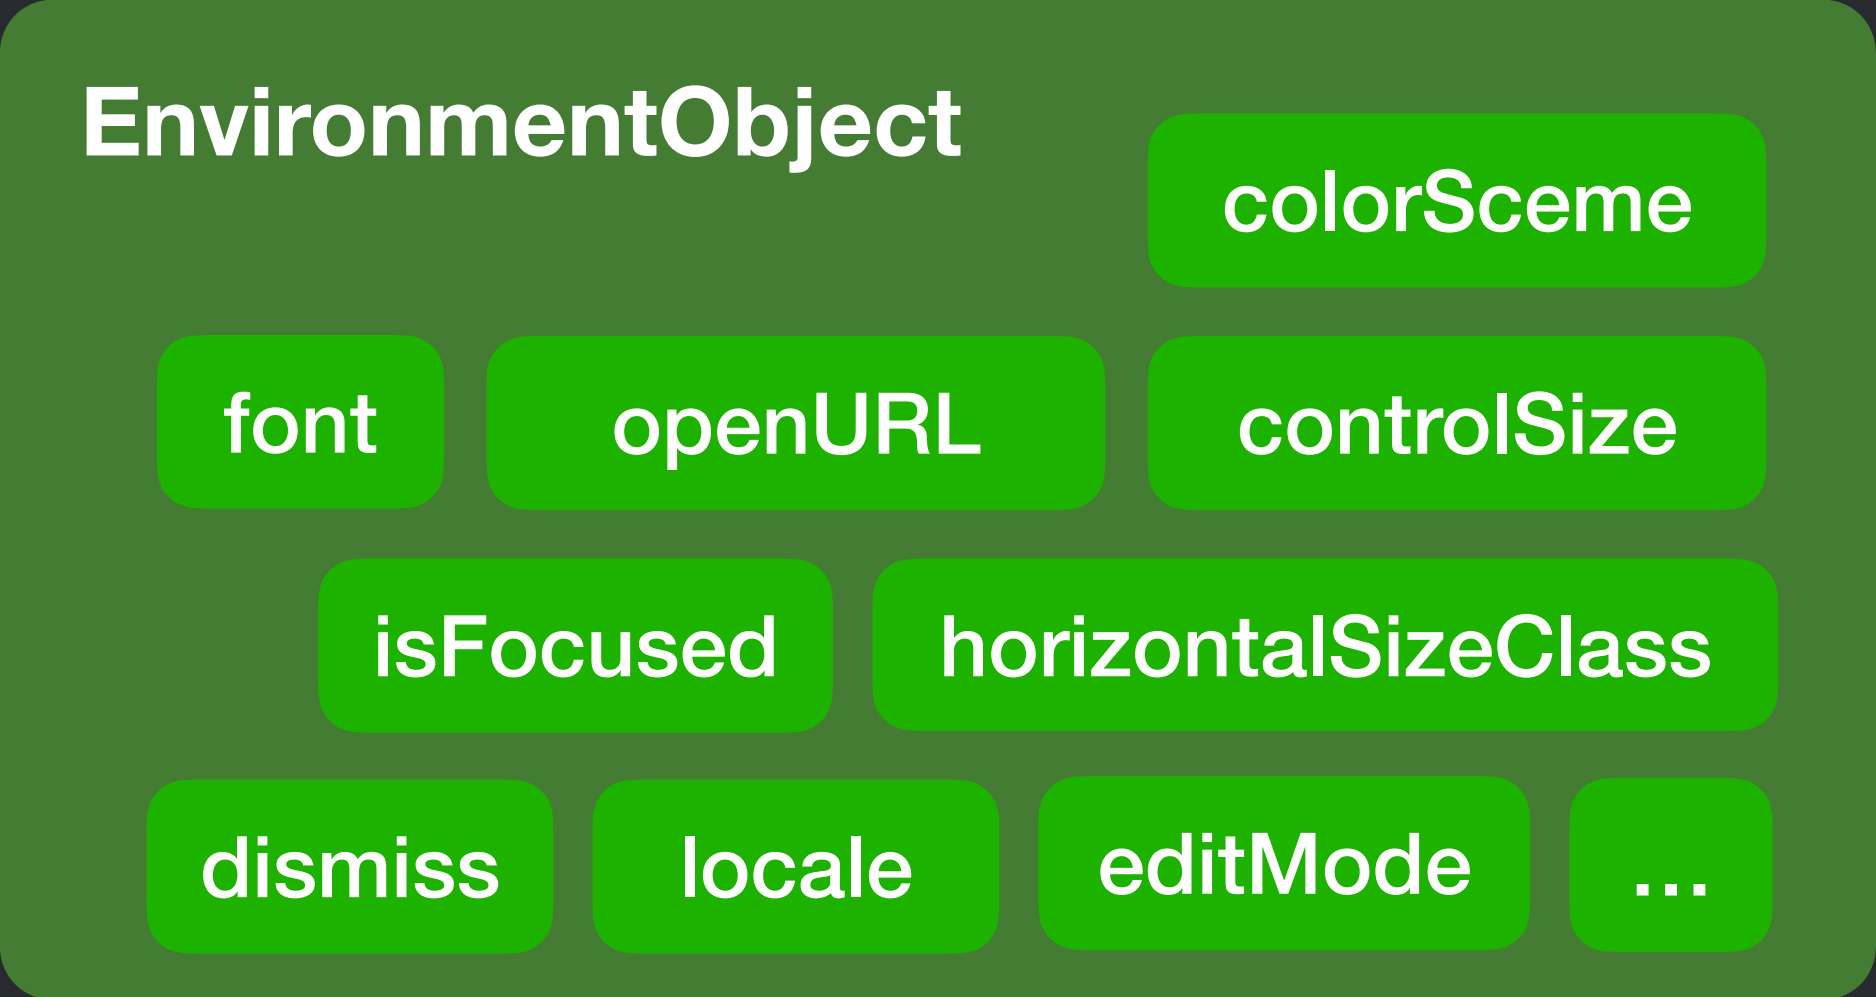 EnvironmentObject
colorSceme
font
openURL
controlSize
isFocused
horizontalSizeClass
dismiss
locale
editMode
...